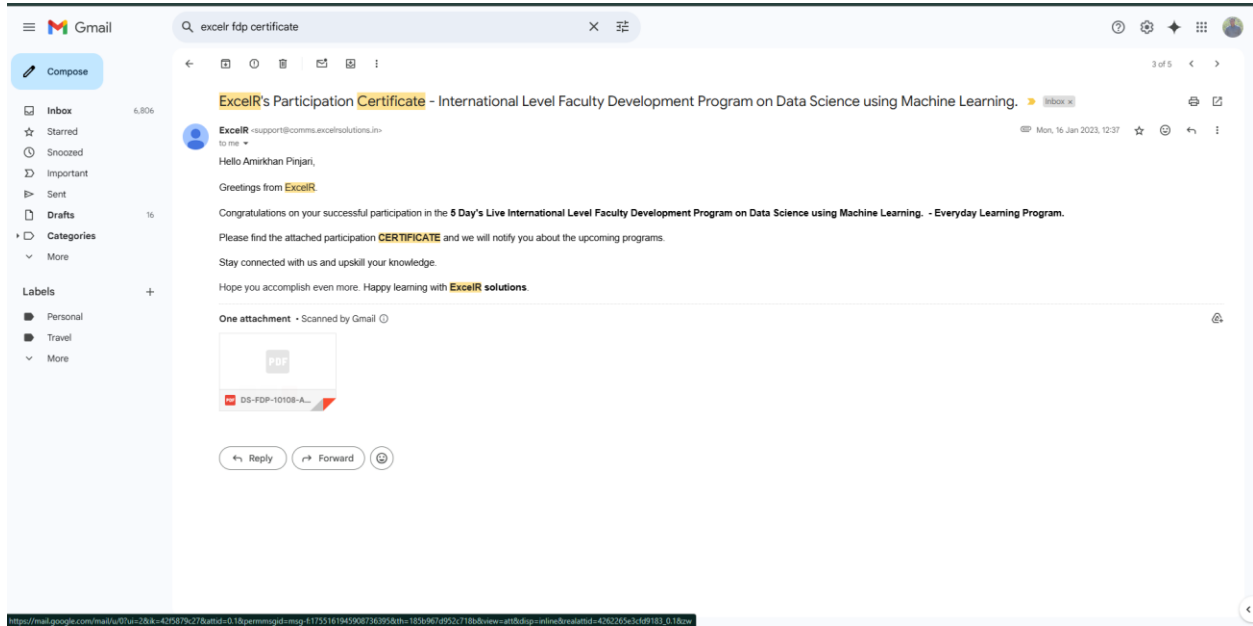 Gmail
excelr fdp certificate
Compose
3 of 5
Inbox 6,806
Starred
Snoozed
Important
Sent
Drafts 16
Categories
More
Labels
Personal
Travel
More
ExcelR's Participation Certificate - International Level Faculty Development Program on Data Science using Machine Learning. Inbox x
ExcelR <support@comms.excelrsolutions.in> Mon, 16 Jan 2023, 12:37
to me
Hello Amirkhan Pinjari,
Greetings from ExcelR.
Congratulations on your successful participation in the 5 Day's Live International Level Faculty Development Program on Data Science using Machine Learning. - Everyday Learning Program.
Please find the attached participation CERTIFICATE and we will notify you about the upcoming programs.
Stay connected with us and upskill your knowledge.
Hope you accomplish even more. Happy learning with ExcelR solutions.
One attachment • Scanned by Gmail
PDF
PDF DS-FDP-10108-A...
Reply Forward